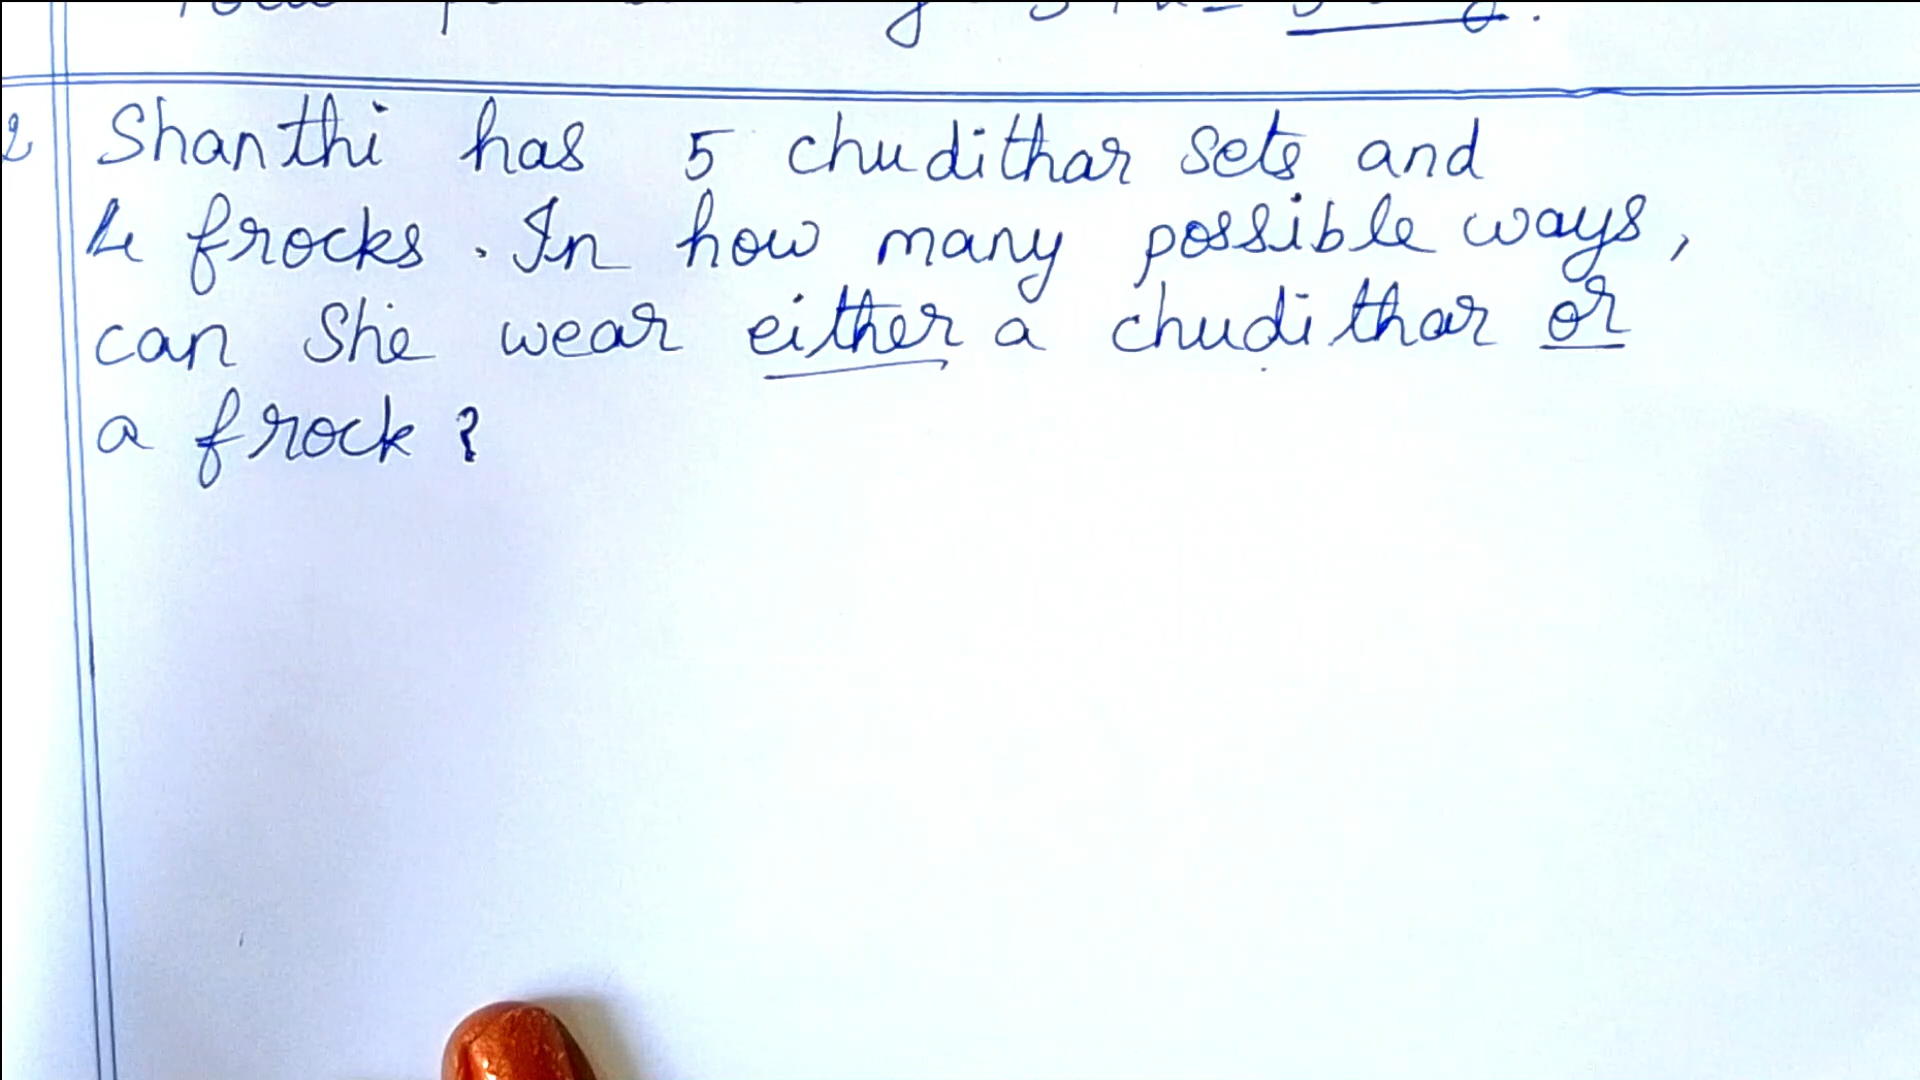 2 Shanthi has 5 chudithar sets and
4 frocks. In how many possible ways,
can She wear either a chudithar or
a frock?